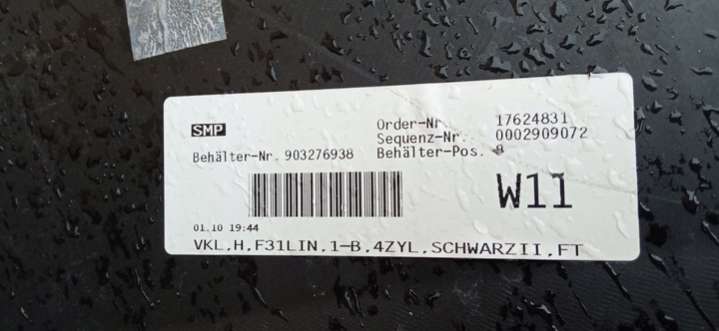 SMP
Order-Nr. 17624831
Sequenz-Nr. 0002909072
Behälter-Nr. 903276938 Behälter-Pos. 8
W11
01.10 19:44
VKL,H,F31LIN,1-B,4ZYL,SCHWARZII,FT